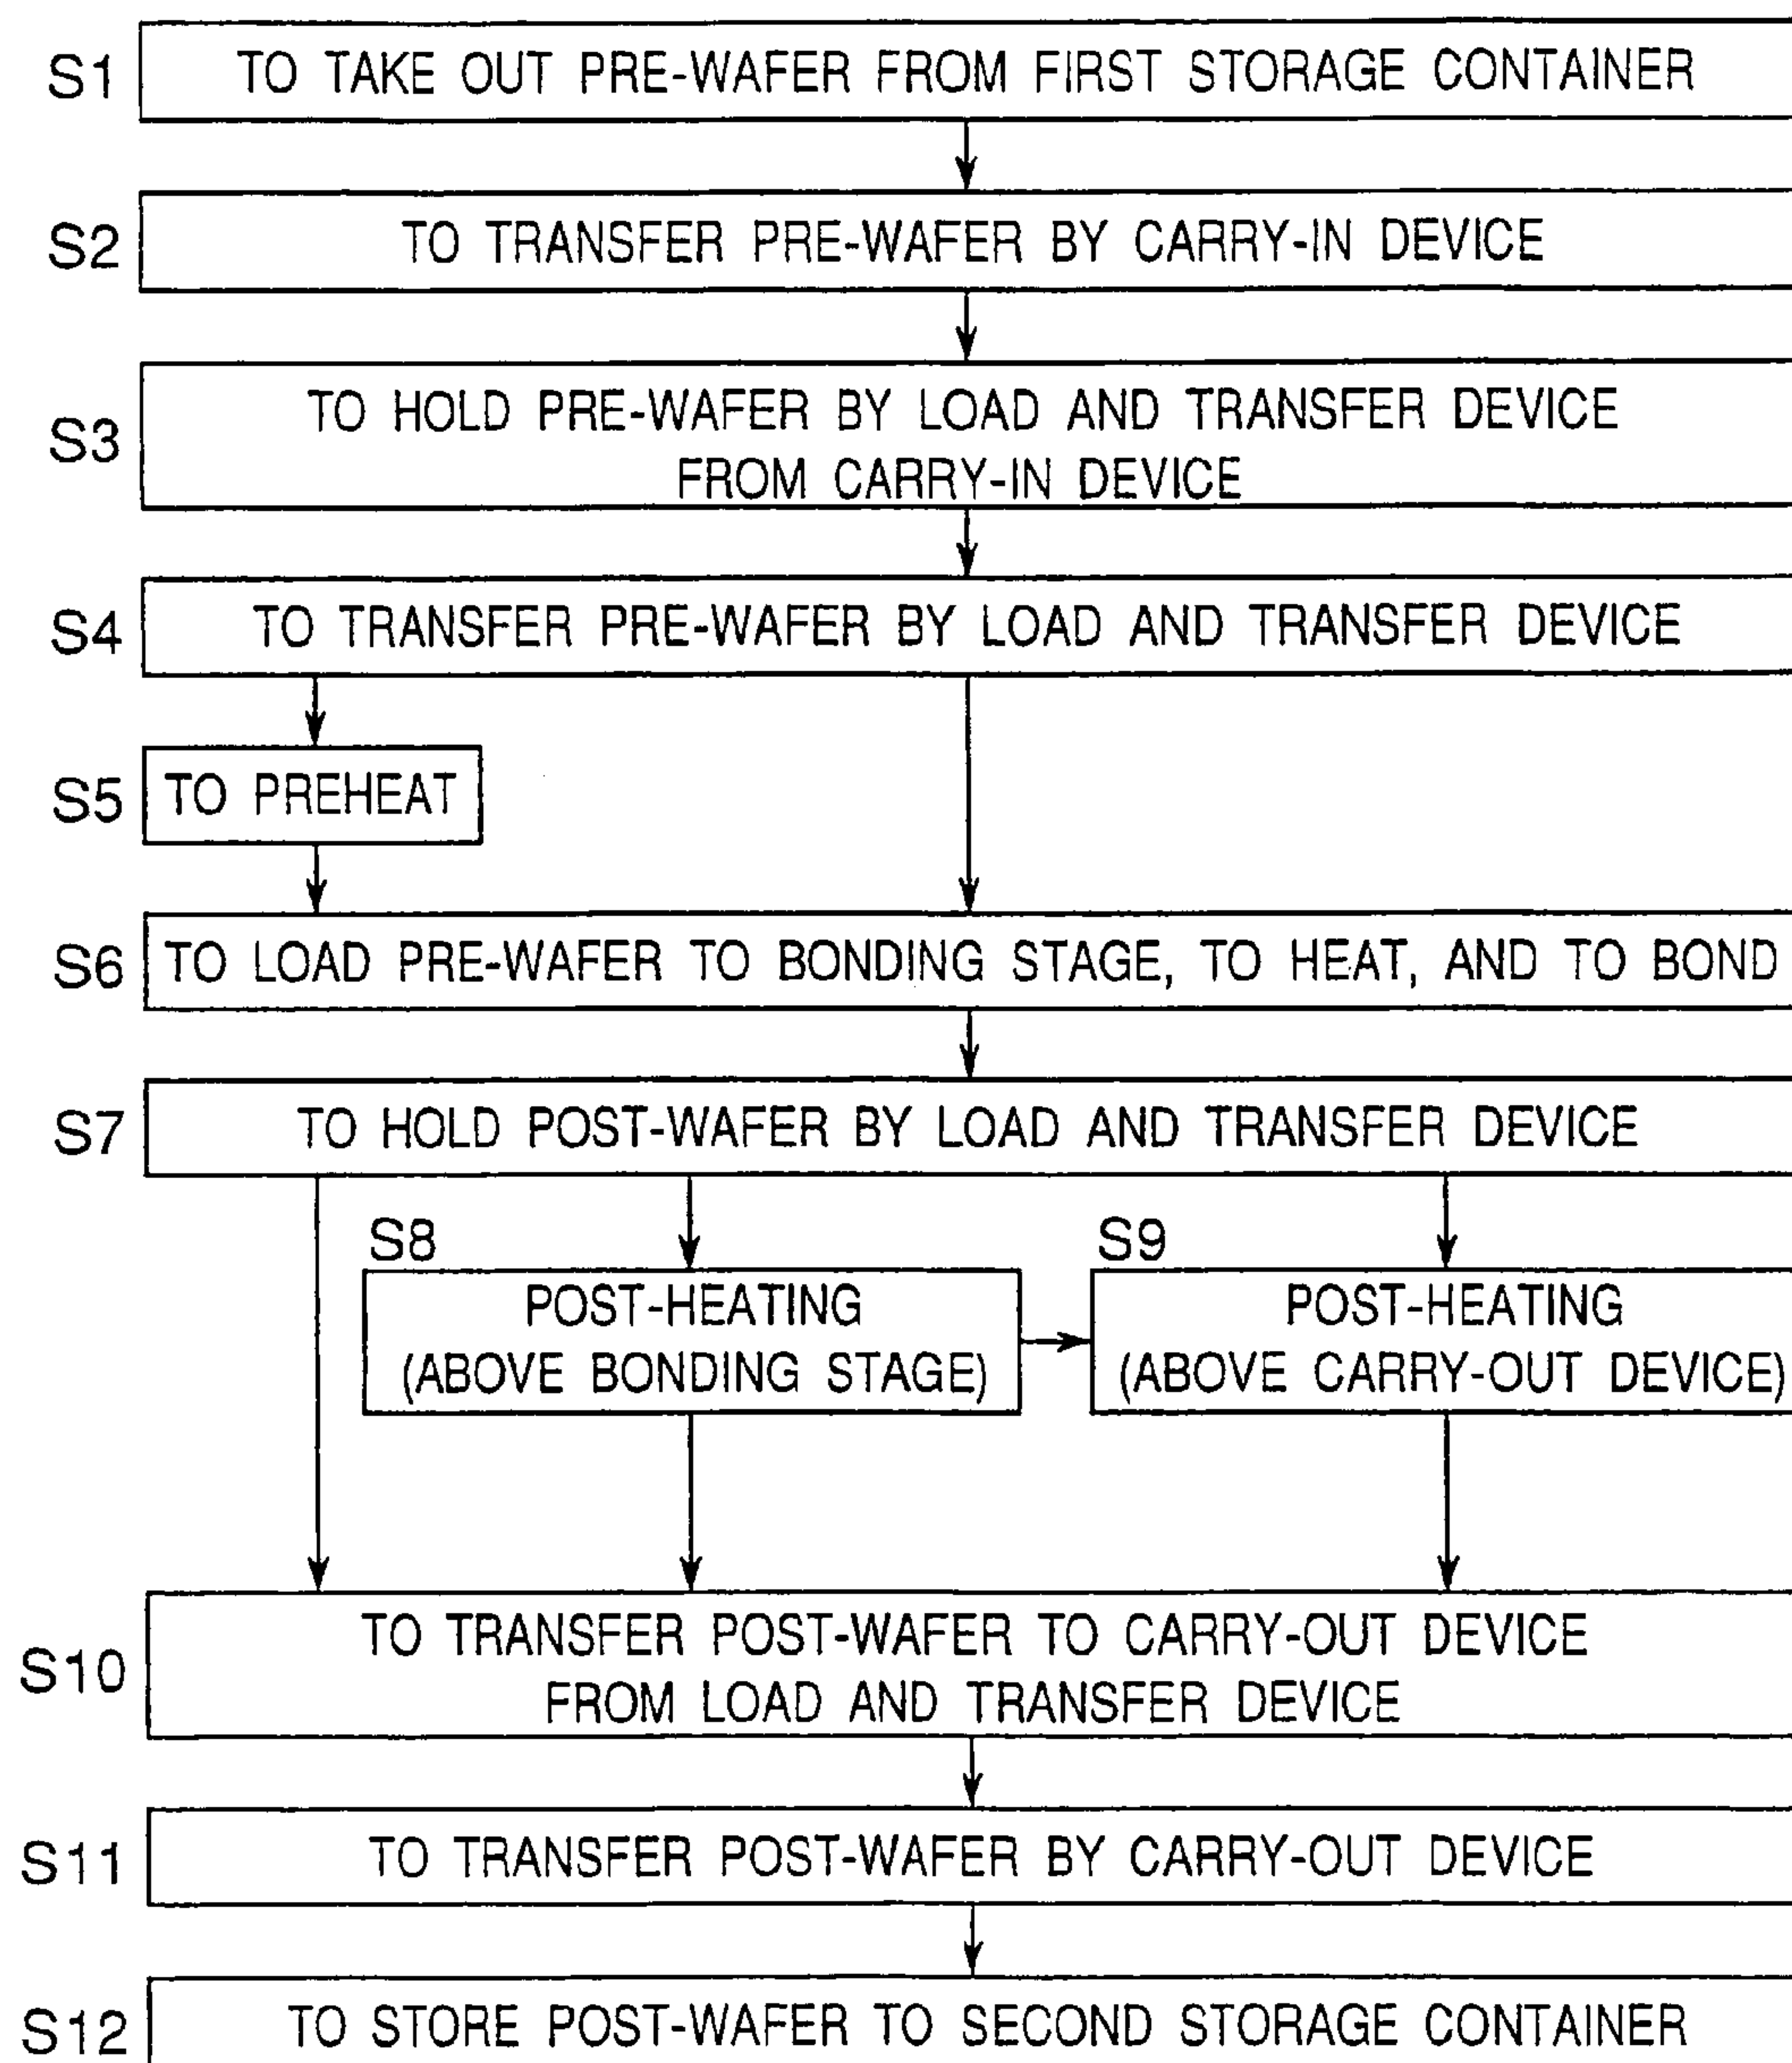 S1 TO TAKE OUT PRE-WAFER FROM FIRST STORAGE CONTAINER
S2 TO TRANSFER PRE-WAFER BY CARRY-IN DEVICE
S3 TO HOLD PRE-WAFER BY LOAD AND TRANSFER DEVICE
FROM CARRY-IN DEVICE
S4 TO TRANSFER PRE-WAFER BY LOAD AND TRANSFER DEVICE
S5 TO PREHEAT
S6 TO LOAD PRE-WAFER TO BONDING STAGE, TO HEAT, AND TO BOND
S7 TO HOLD POST-WAFER BY LOAD AND TRANSFER DEVICE
S8
POST-HEATING
(ABOVE BONDING STAGE)
S9
POST-HEATING
(ABOVE CARRY-OUT DEVICE)
S10 TO TRANSFER POST-WAFER TO CARRY-OUT DEVICE
FROM LOAD AND TRANSFER DEVICE
S11 TO TRANSFER POST-WAFER BY CARRY-OUT DEVICE
S12 TO STORE POST-WAFER TO SECOND STORAGE CONTAINER